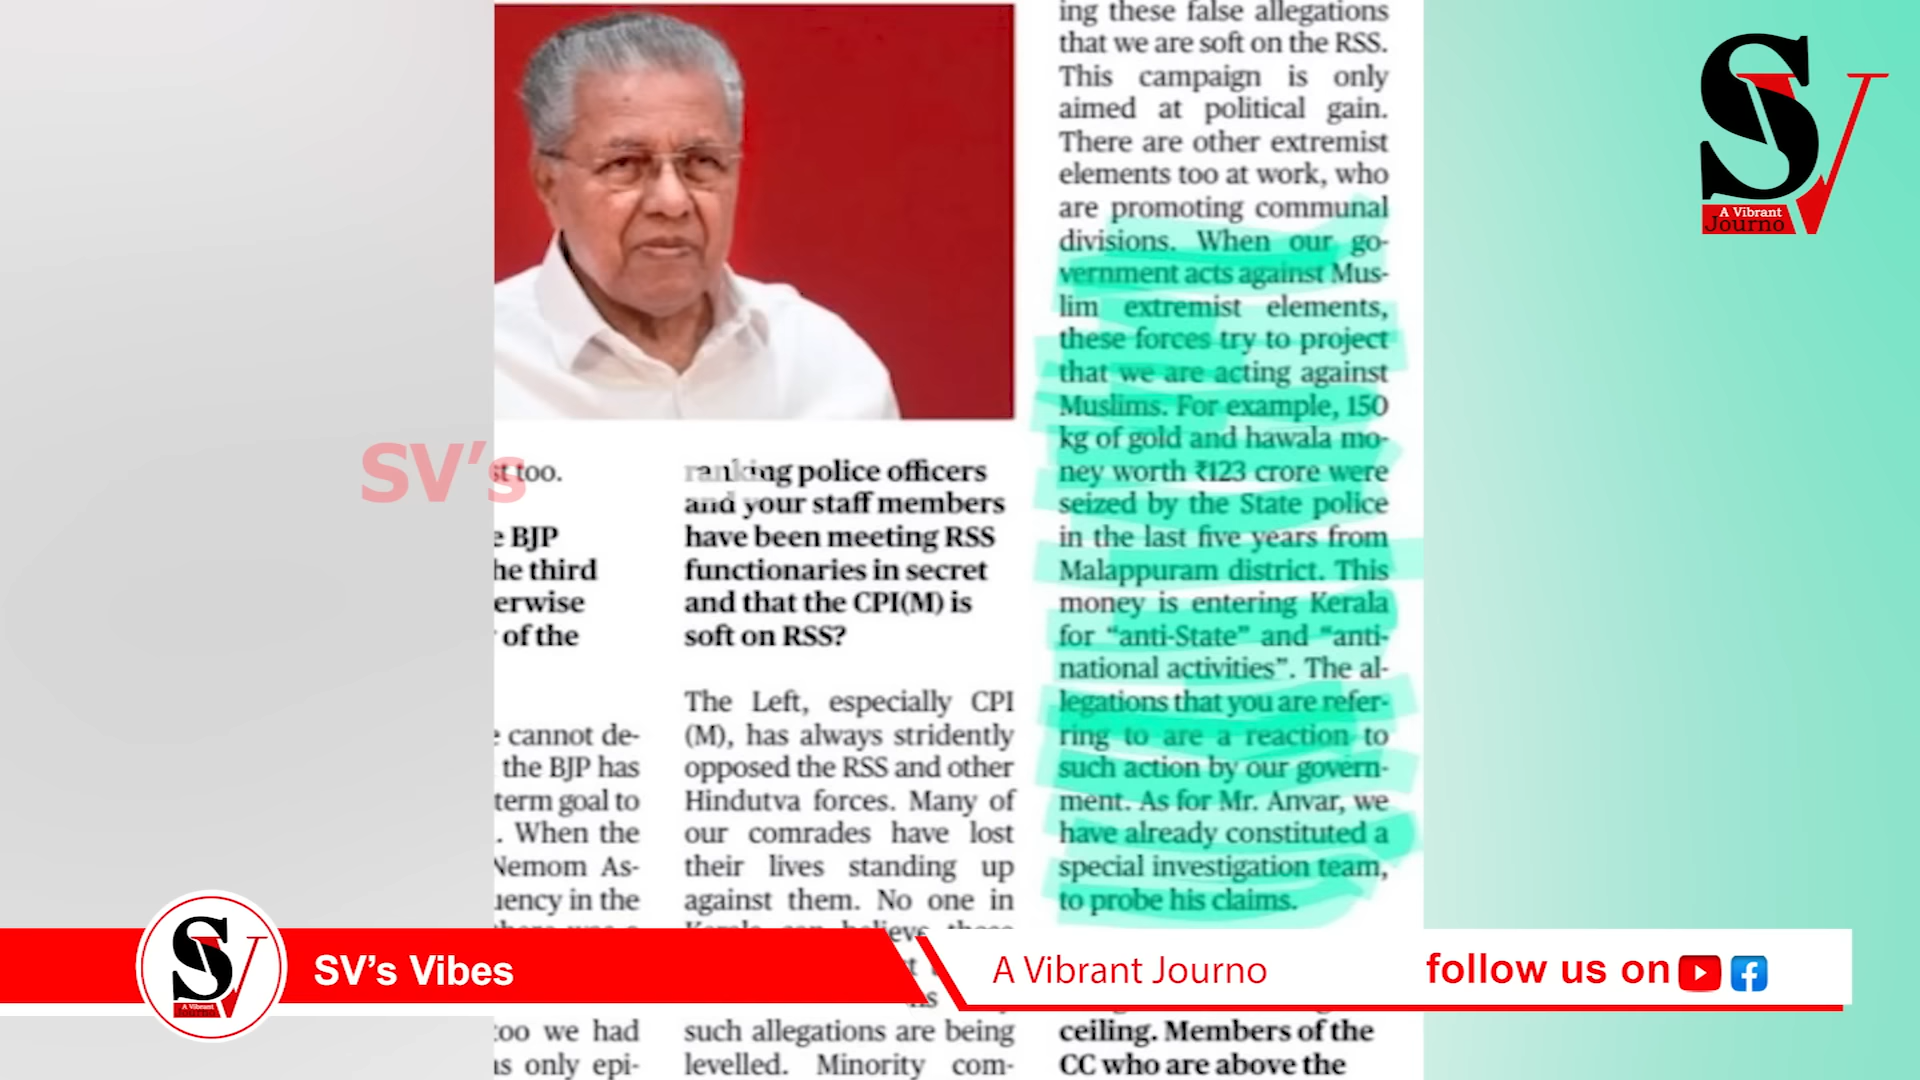 st too.
e BJP
he third
erwise
of the
e cannot de-
the BJP has
term goal to
. When the
Nemom As-
uency in the
too we had
as only epi-
ranking police officers
and your staff members
have been meeting RSS
functionaries in secret
and that the CPI(M) is
soft on RSS?
The Left, especially CPI
(M), has always stridently
opposed the RSS and other
Hindutva forces. Many of
our comrades have lost
their lives standing up
against them. No one in
such allegations are being
levelled. Minority com-
ing these false allegations
that we are soft on the RSS.
This campaign is only
aimed at political gain.
There are other extremist
elements too at work, who
are promoting communal
divisions. When our go-
vernment acts against Mus-
lim extremist elements,
these forces try to project
that we are acting against
Muslims. For example, 150
kg of gold and hawala mo-
ney worth ₹123 crore were
seized by the State police
in the last five years from
Malappuram district. This
money is entering Kerala
for “anti-State” and “anti-
national activities”. The al-
legations that you are refer-
ring to are a reaction to
such action by our govern-
ment. As for Mr. Anvar, we
have already constituted a
special investigation team,
to probe his claims.
ceiling. Members of the
CC who are above the
SV's
SV
A Vibrant
Journo
SV
A Vibrant
Journo
SV’s Vibes
A Vibrant Journo
follow us on